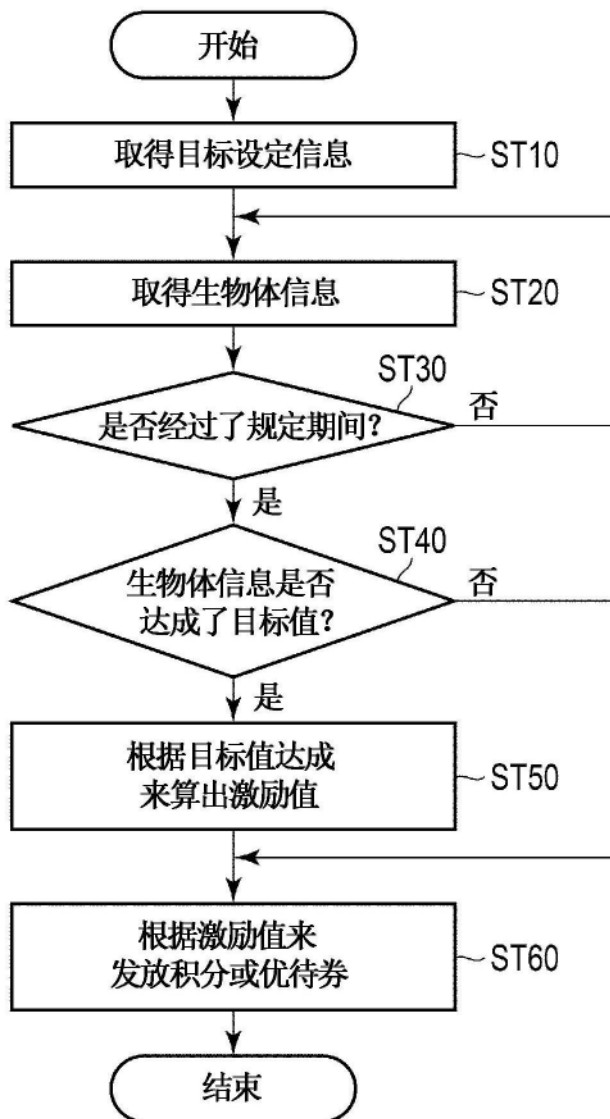 开始
取得目标设定信息
ST10
取得生物体信息
ST20
ST30
是否经过了规定期间?
否
是
ST40
生物体信息是否
达成了目标值?
否
是
根据目标值达成
来算出激励值
ST50
根据激励值来
发放积分或优待券
ST60
结束